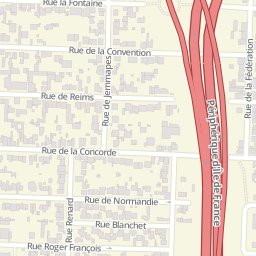 Rue la Fontaine
Rue de la Convention
Rue de Jemmapes
Rue de Reims
Rue de la Fédération
Périphérique d'Île de France
Rue de la Concorde
Rue de Normandie
Rue Renard
Rue Blanchet
Rue Roger François